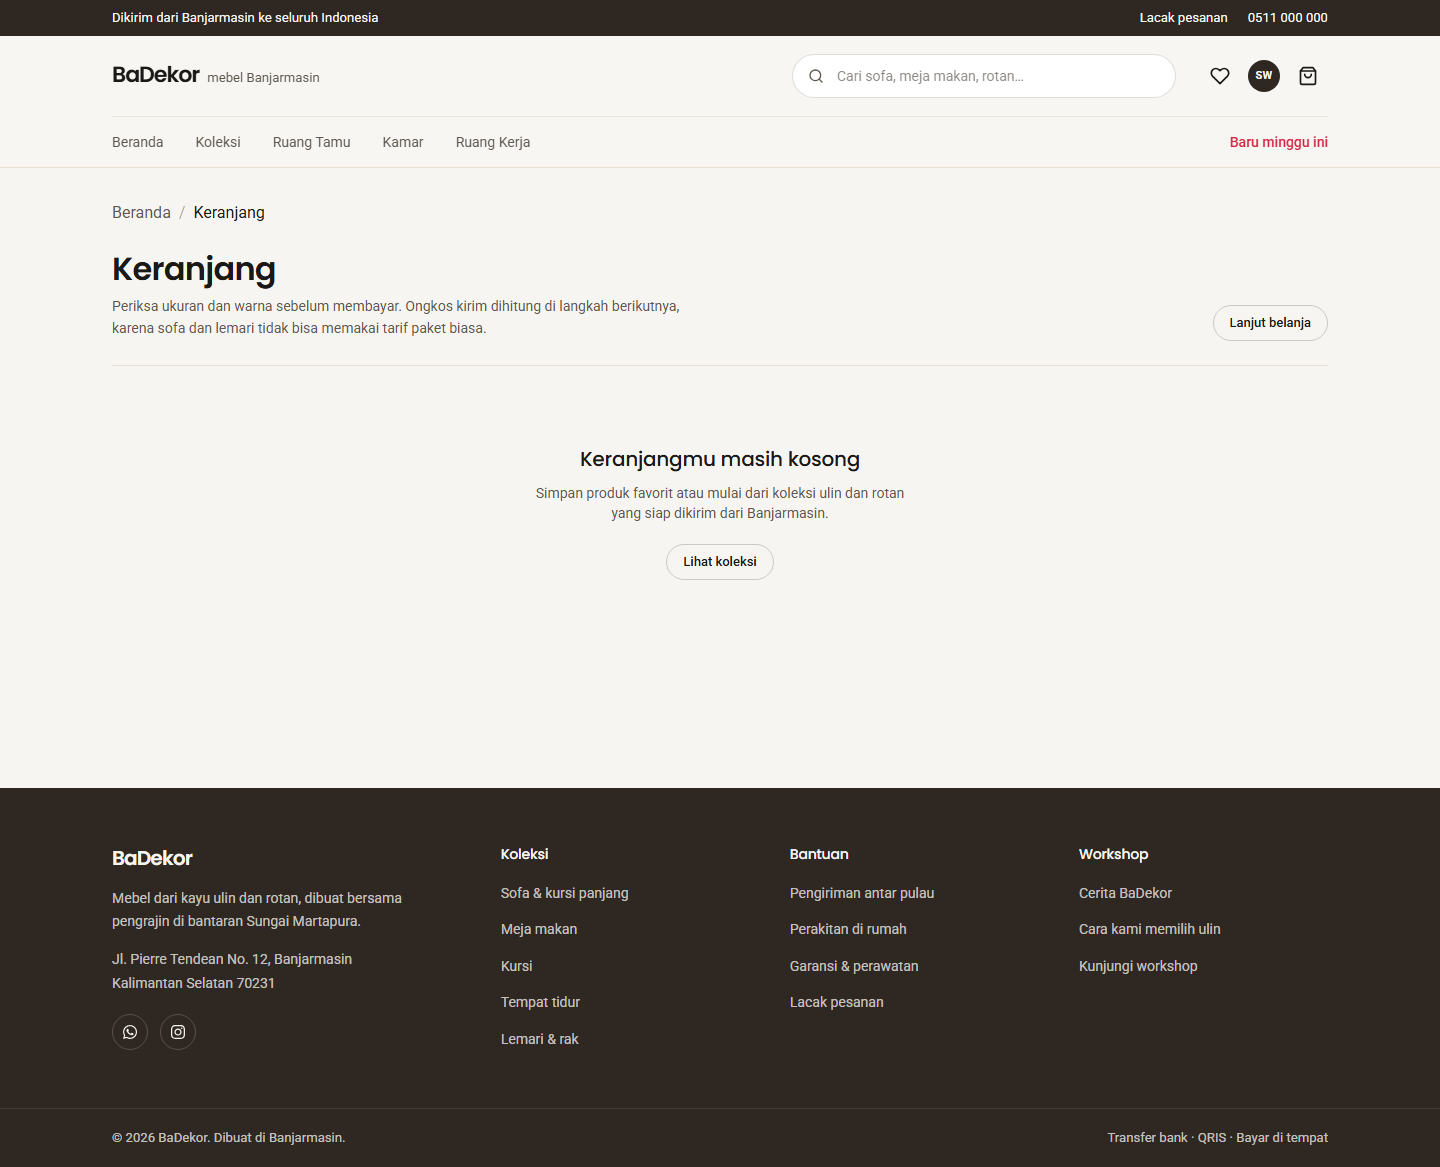 Dikirim dari Banjarmasin ke seluruh Indonesia
Lacak pesanan
0511 000 000
BaDekor mebel Banjarmasin
Cari sofa, meja makan, rotan...
SW
Beranda
Koleksi
Ruang Tamu
Kamar
Ruang Kerja
Baru minggu ini
Beranda / Keranjang
Keranjang
Periksa ukuran dan warna sebelum membayar. Ongkos kirim dihitung di langkah berikutnya,
karena sofa dan lemari tidak bisa memakai tarif paket biasa.
Lanjut belanja
Keranjangmu masih kosong
Simpan produk favorit atau mulai dari koleksi ulin dan rotan
yang siap dikirim dari Banjarmasin.
Lihat koleksi
BaDekor
Mebel dari kayu ulin dan rotan, dibuat bersama
pengrajin di bantaran Sungai Martapura.
Jl. Pierre Tendean No. 12, Banjarmasin
Kalimantan Selatan 70231
Koleksi
Sofa & kursi panjang
Meja makan
Kursi
Tempat tidur
Lemari & rak
Bantuan
Pengiriman antar pulau
Perakitan di rumah
Garansi & perawatan
Lacak pesanan
Workshop
Cerita BaDekor
Cara kami memilih ulin
Kunjungi workshop
© 2026 BaDekor. Dibuat di Banjarmasin.
Transfer bank · QRIS · Bayar di tempat